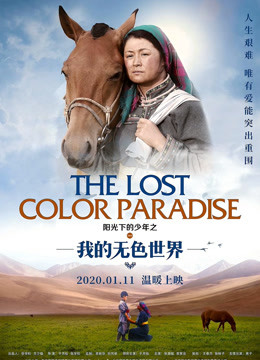 人生艰难 唯有爱能突出重围
THE LOST
COLOR PARADISE
阳光下的少年之
我的无色世界
2020.01.11 温暖上映